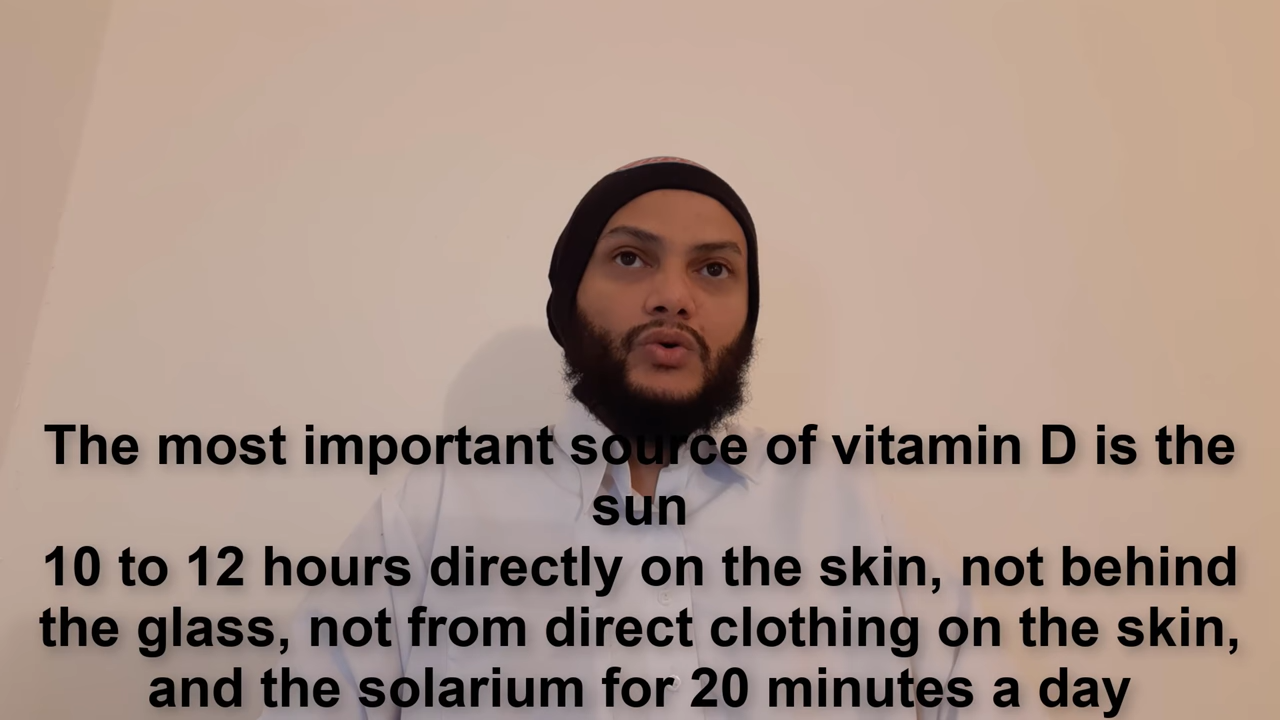 The most important source of vitamin D is the
sun
10 to 12 hours directly on the skin, not behind
the glass, not from direct clothing on the skin,
and the solarium for 20 minutes a day